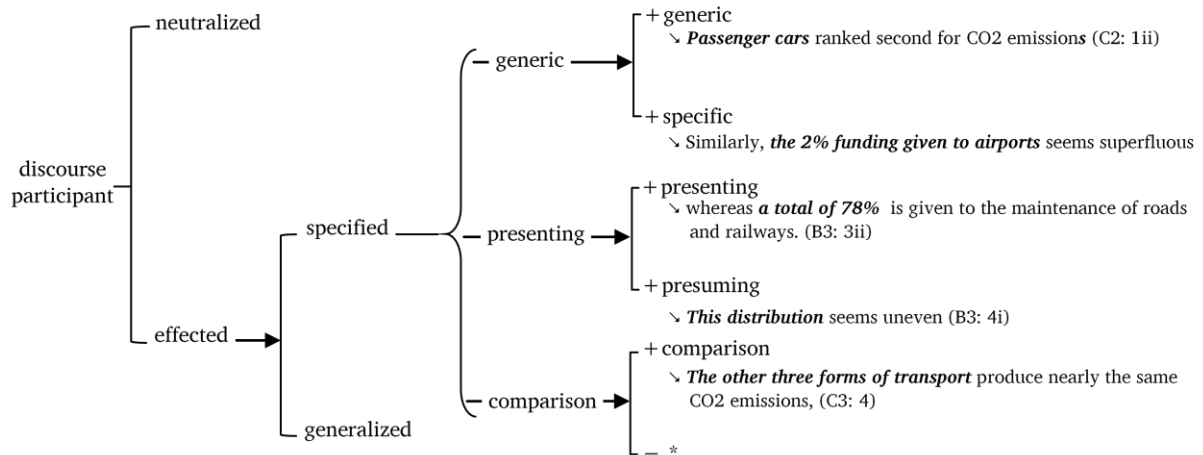 neutralized
discourse
participant
effected
specified
generalized
generic
presenting
comparison
+ generic
↘ Passenger cars ranked second for CO2 emissions (C2: 1ii)
+ specific
↘ Similarly, the 2% funding given to airports seems superfluous
+ presenting
↘ whereas a total of 78% is given to the maintenance of roads
and railways. (B3: 3ii)
+ presuming
↘ This distribution seems uneven (B3: 4i)
+ comparison
↘ The other three forms of transport produce nearly the same
CO2 emissions, (C3: 4)
– *